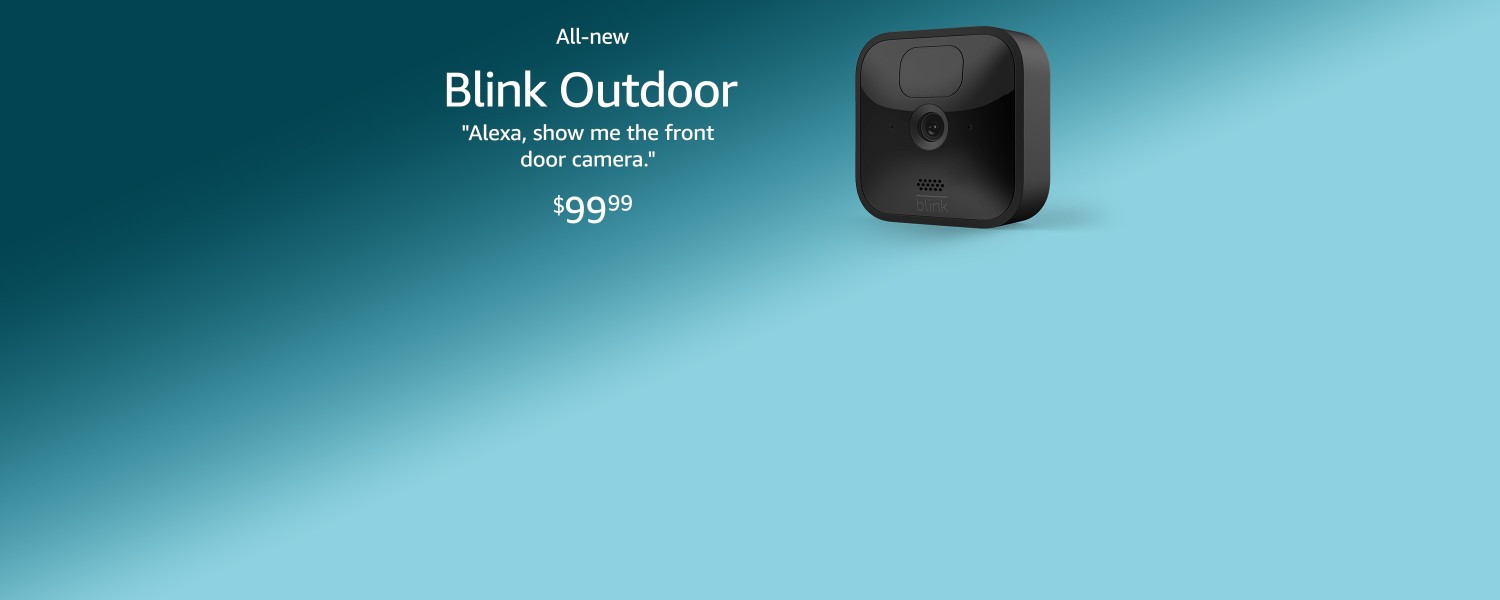 All-new
Blink Outdoor
"Alexa, show me the front
door camera."
$9999
blink